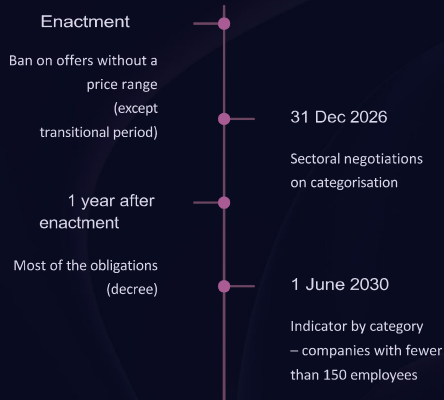 Enactment
Ban on offers without a
price range
(except
transitional period)
31 Dec 2026
Sectoral negotiations
on categorisation
1 year after
enactment
Most of the obligations
(decree)
1 June 2030
Indicator by category
– companies with fewer
than 150 employees